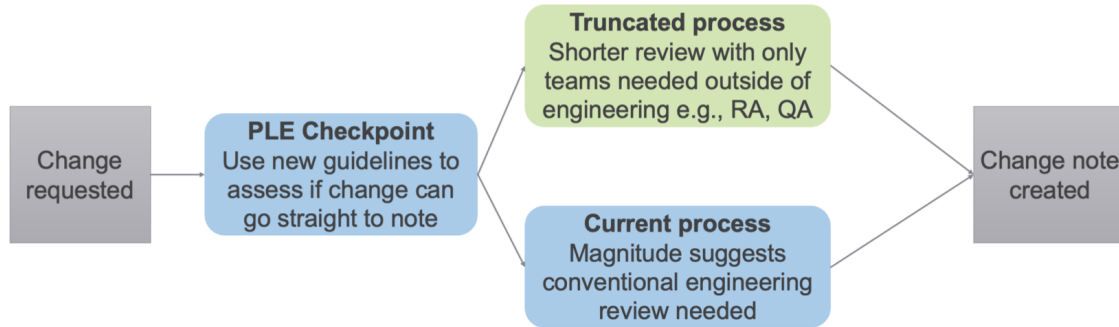 Change
requested
PLE Checkpoint
Use new guidelines to
assess if change can
go straight to note
Truncated process
Shorter review with only
teams needed outside of
engineering e.g., RA, QA
Current process
Magnitude suggests
conventional engineering
review needed
Change note
created